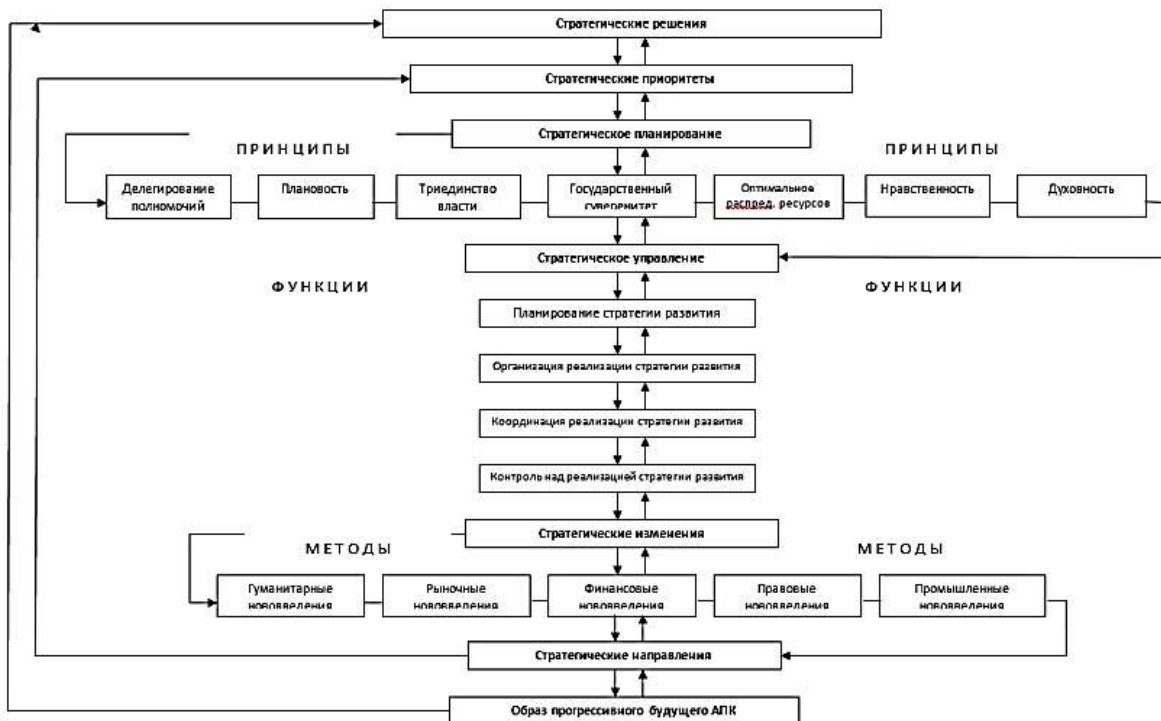 Стратегические решения
Стратегические приоритеты
Стратегическое планирование
ПРИНЦИПЫ
ПРИНЦИПЫ
Делегирование
полномочий
Плановость
Триединство
власти
Государственный
суверенитет
Оптимальное
распред. ресурсов
Нравственность
Духовность
Стратегическое управление
ФУНКЦИИ
ФУНКЦИИ
Планирование стратегии развития
Организация реализации стратегии развития
Координация реализации стратегии развития
Контроль над реализацией стратегии развития
Стратегические изменения
МЕТОДЫ
МЕТОДЫ
Гуманитарные
нововведения
Рыночные
нововведения
Финансовые
нововведения
Правовые
нововведения
Промышленные
нововведения
Стратегические направления
Образ прогрессивного будущего АПК